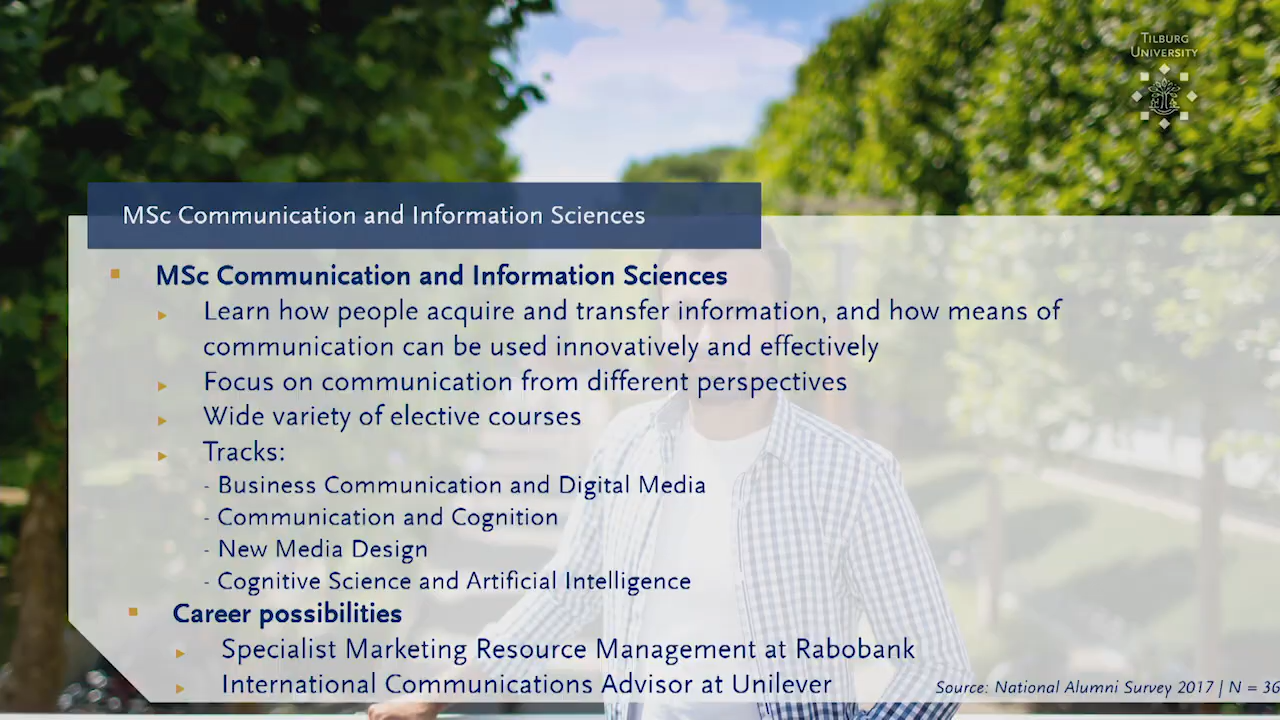 TILBURG
UNIVERSITY
MSc Communication and Information Sciences
MSc Communication and Information Sciences
Learn how people acquire and transfer information, and how means of
communication can be used innovatively and effectively
Focus on communication from different perspectives
Wide variety of elective courses
Tracks:
- Business Communication and Digital Media
- Communication and Cognition
- New Media Design
- Cognitive Science and Artificial Intelligence
Career possibilities
Specialist Marketing Resource Management at Rabobank
International Communications Advisor at Unilever
Source: National Alumni Survey 2017 | N = 36